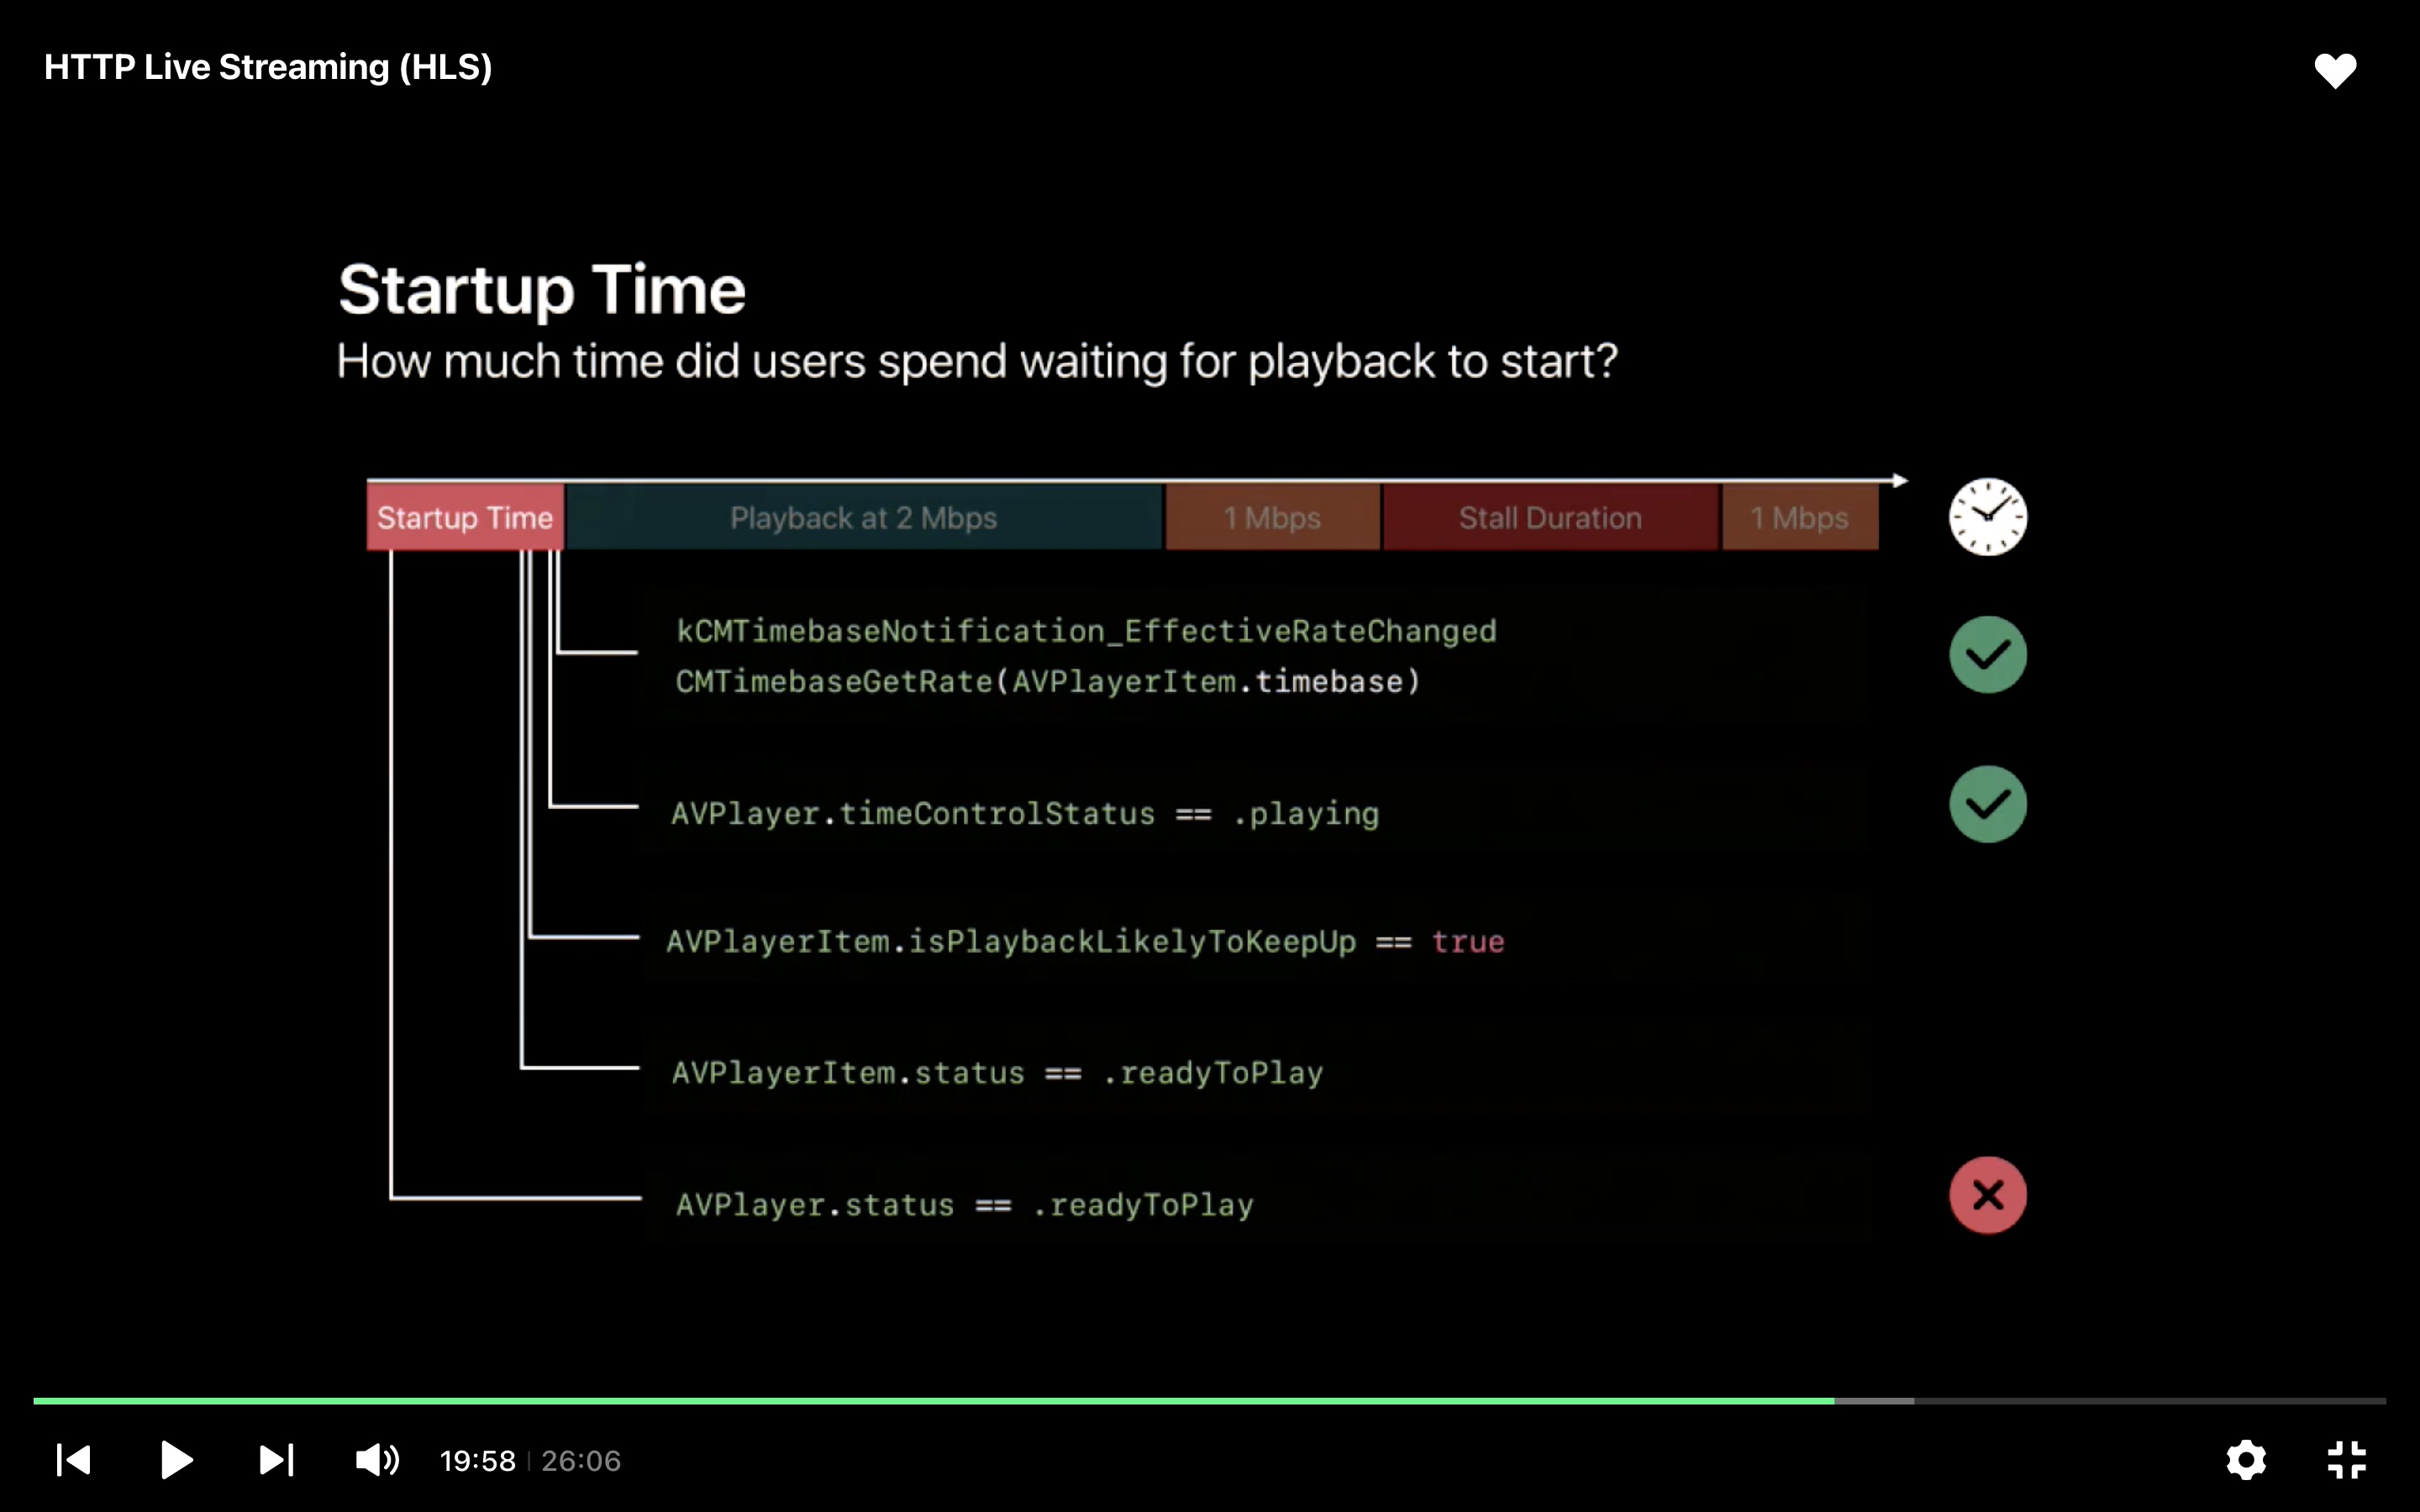 HTTP Live Streaming (HLS)
Startup Time
How much time did users spend waiting for playback to start?
Startup Time Playback at 2 Mbps 1 Mbps Stall Duration 1 Mbps
kCMTimebaseNotification_EffectiveRateChanged
CMTimebaseGetRate(AVPlayerItem.timebase)
AVPlayer.timeControlStatus == .playing
AVPlayerItem.isPlaybackLikelyToKeepUp == true
AVPlayerItem.status == .readyToPlay
AVPlayer.status == .readyToPlay
19:58 | 26:06